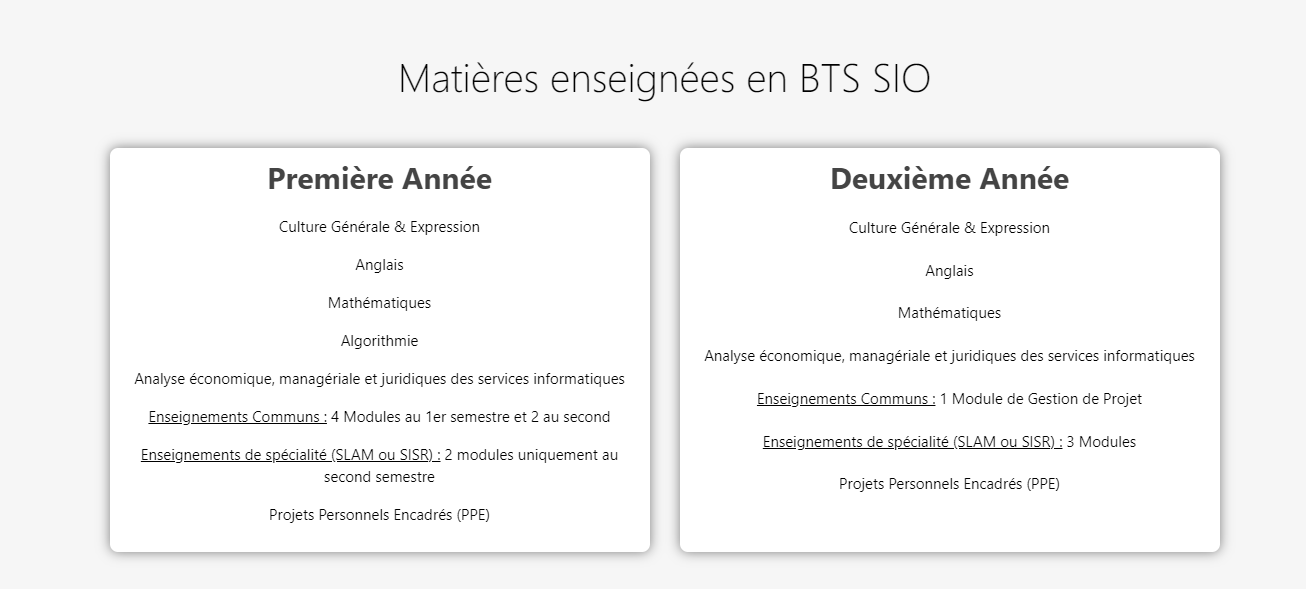 Matières enseignées en BTS SIO
Première Année
Culture Générale & Expression
Anglais
Mathématiques
Algorithmie
Analyse économique, managériale et juridiques des services informatiques
Enseignements Communs : 4 Modules au 1er semestre et 2 au second
Enseignements de spécialité (SLAM ou SISR) : 2 modules uniquement au
second semestre
Projets Personnels Encadrés (PPE)
Deuxième Année
Culture Générale & Expression
Anglais
Mathématiques
Analyse économique, managériale et juridiques des services informatiques
Enseignements Communs : 1 Module de Gestion de Projet
Enseignements de spécialité (SLAM ou SISR) : 3 Modules
Projets Personnels Encadrés (PPE)